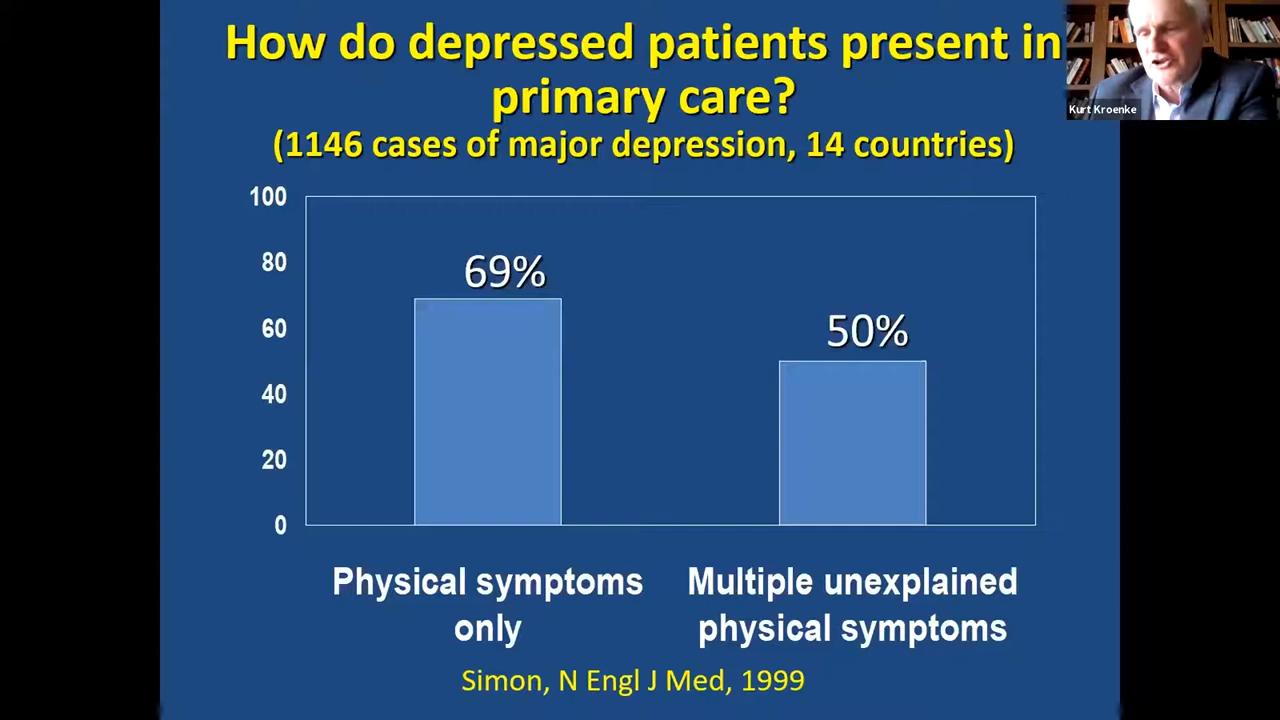 How do depressed patients present in
primary care?
(1146 cases of major depression, 14 countries)
Kurt Kroenke
100
80
60
40
20
0
69%
50%
Physical symptoms
only
Multiple unexplained
physical symptoms
Simon, N Engl J Med, 1999